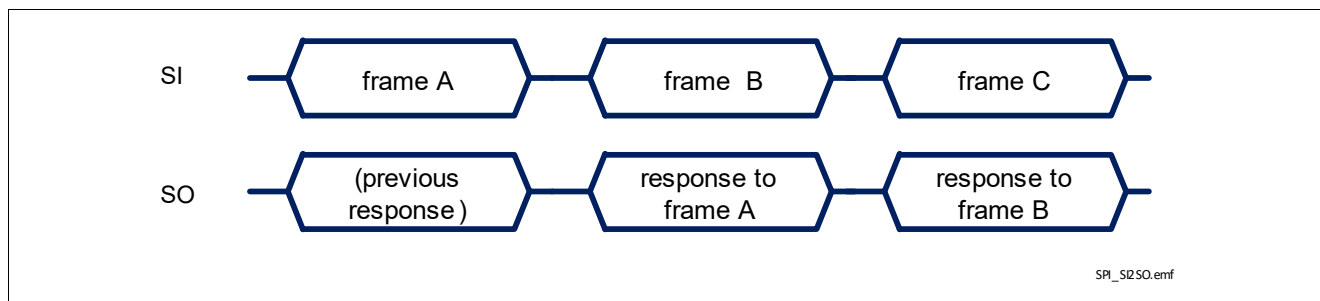 SI
frame A
frame B
frame C
SO
(previous
response)
response to
frame A
response to
frame B
SPI_SI2SO.emf